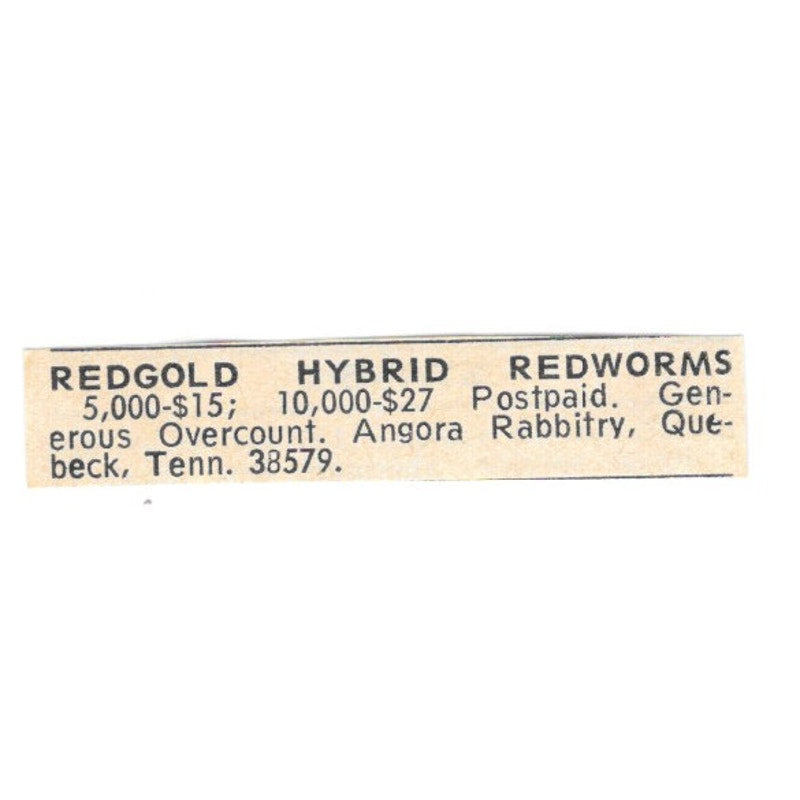 REDGOLD HYBRID REDWORMS
5,000-$15; 10,000-$27 Postpaid. Gen-
erous Overcount. Angora Rabbitry, Que-
beck, Tenn. 38579.